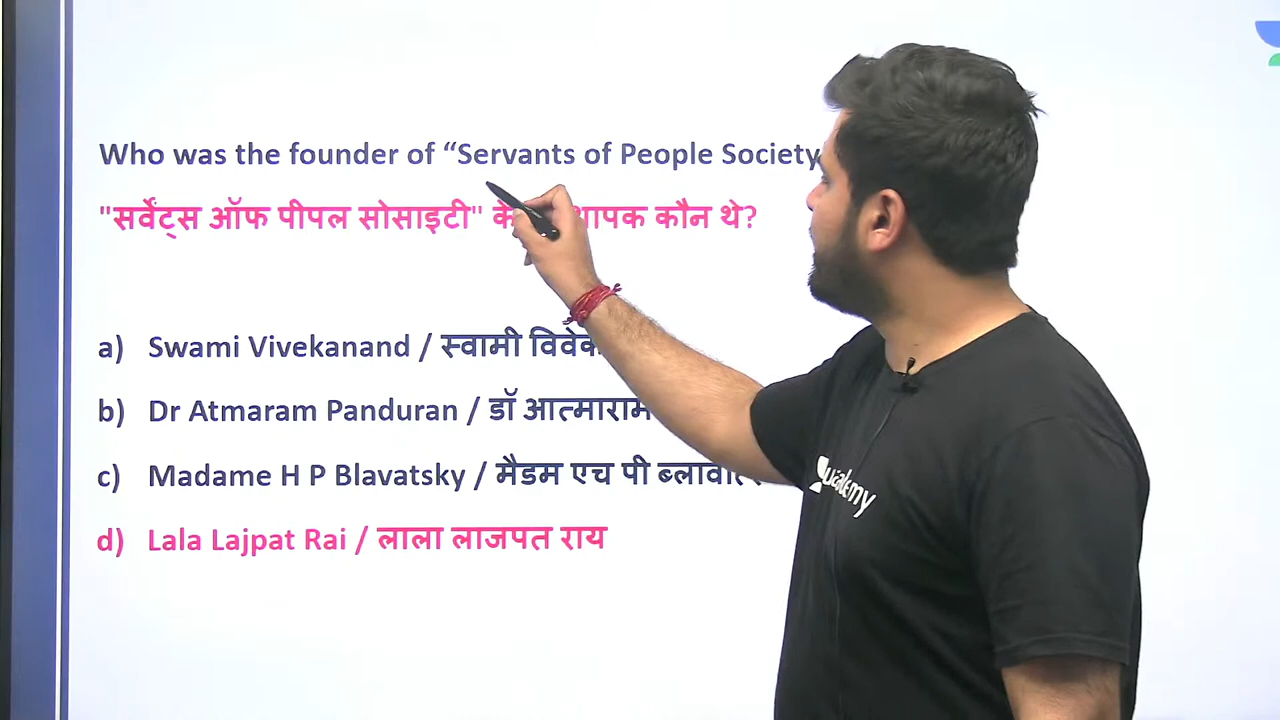 Who was the founder of “Servants of People Society
"सर्वेंट्स ऑफ पीपल सोसाइटी" के कौन थे?
a) Swami Vivekanand / स्वामी
b) Dr Atmaram Panduran / डॉ आत्माराम
c) Madame H P Blavatsky / मैडम एच पी
d) Lala Lajpat Rai / लाला लाजपत राय